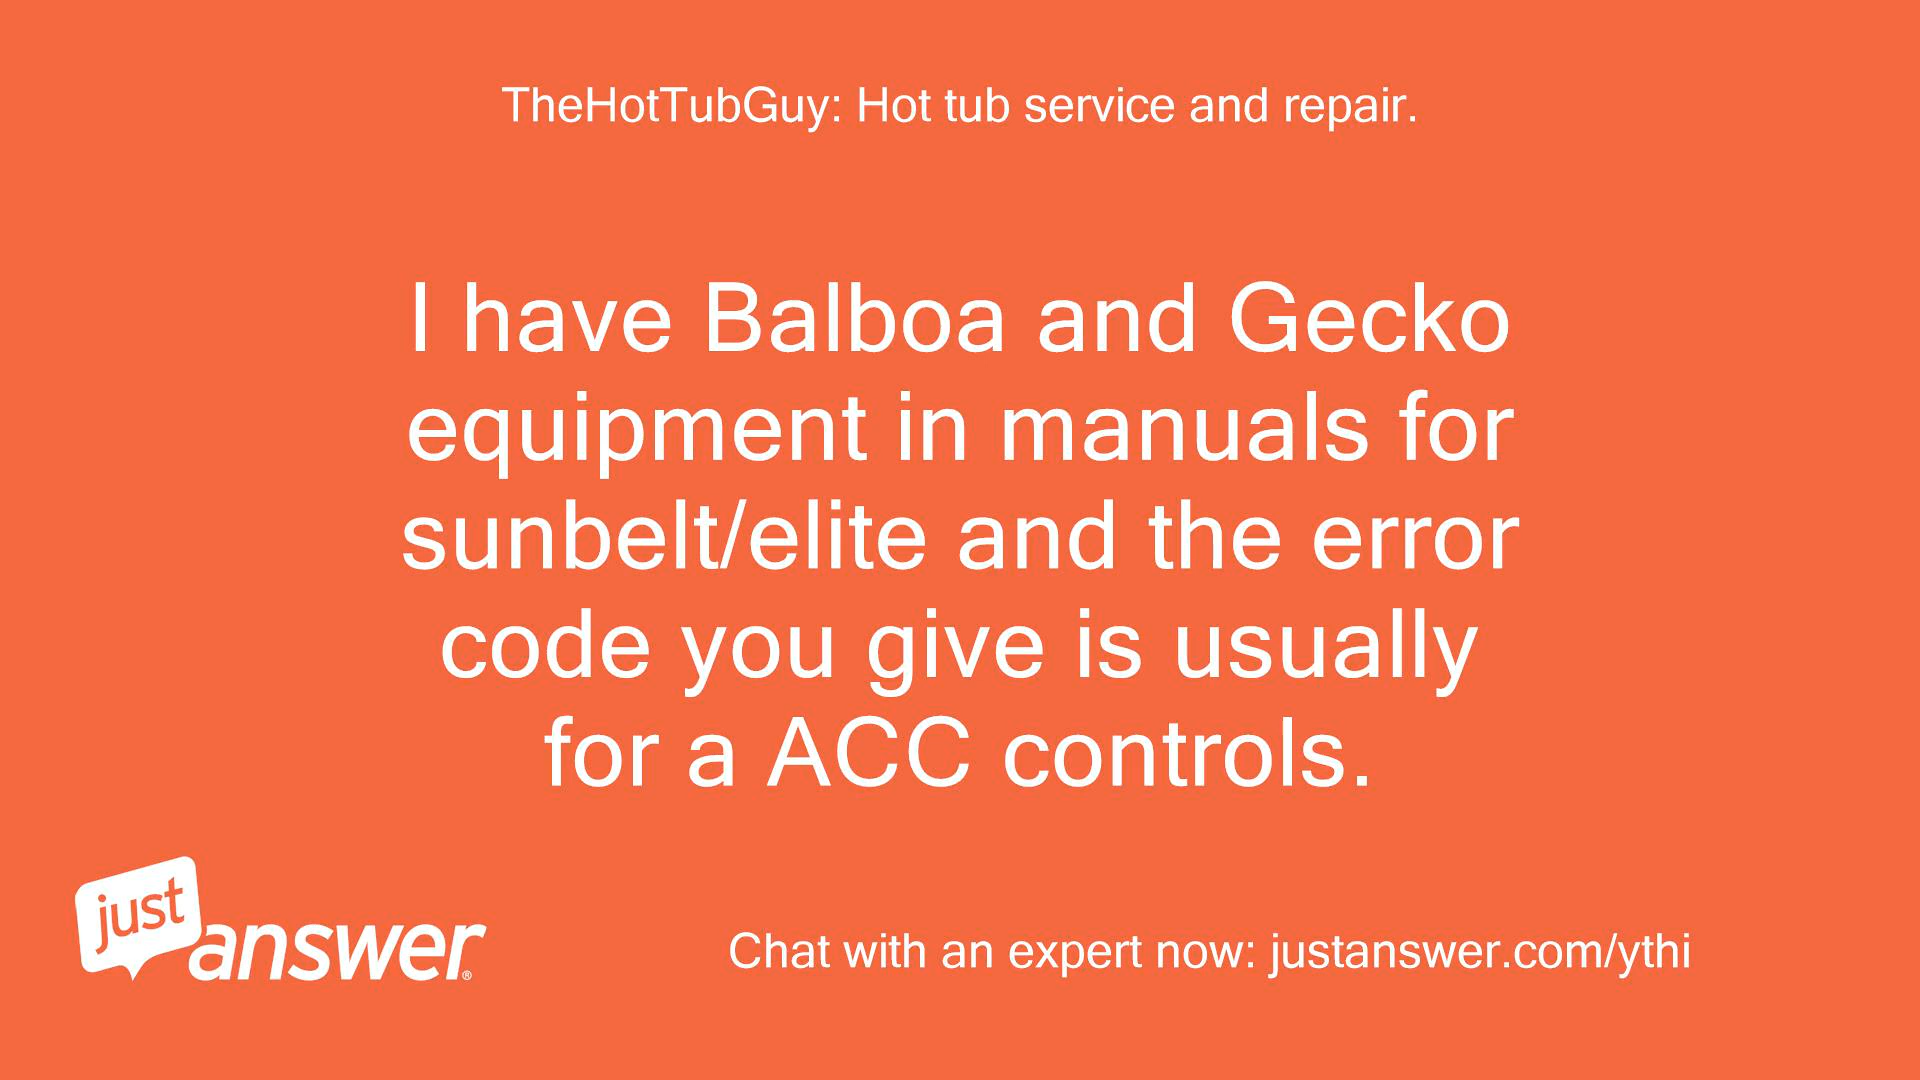 TheHotTubGuy: Hot tub service and repair.
I have Balboa and Gecko
equipment in manuals for
sunbelt/elite and the error
code you give is usually
for a ACC controls.
just
answer®
Chat with an expert now: justanswer.com/ythi